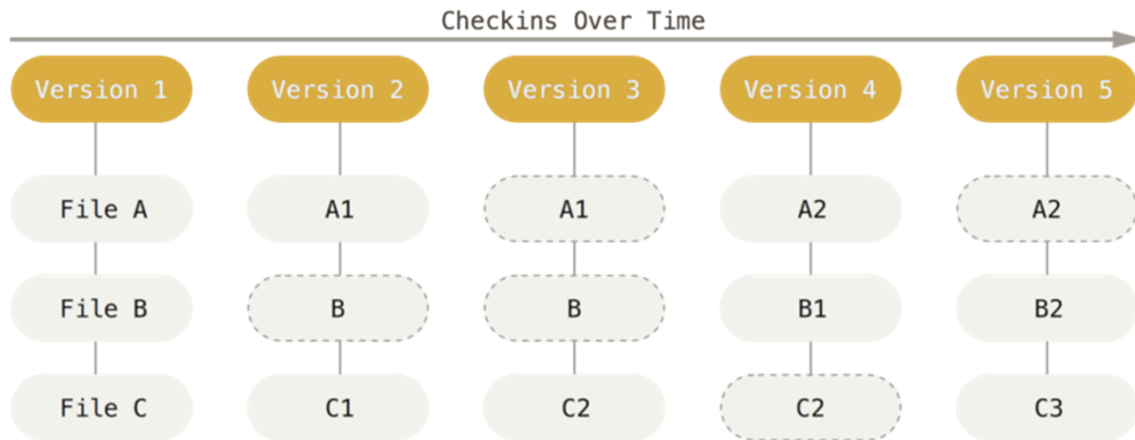 Checkins Over Time
Version 1 Version 2 Version 3 Version 4 Version 5
File A A1 A1 A2 A2
File B B B B1 B2
File C C1 C2 C2 C3